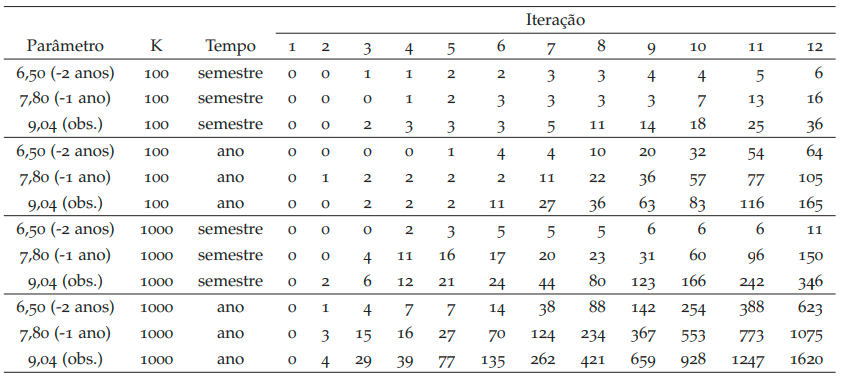 Iteração
Parâmetro K Tempo 1 2 3 4 5 6 7 8 9 10 11 12
6,50 (-2 anos) 100 semestre 0 0 1 1 2 2 3 3 4 4 5 6
7,80 (-1 ano) 100 semestre 0 0 0 1 2 3 3 3 3 7 13 16
9,04 (obs.) 100 semestre 0 0 2 3 3 3 5 11 14 18 25 36
6,50 (-2 anos) 100 ano 0 0 0 0 1 4 4 10 20 32 54 64
7,80 (-1 ano) 100 ano 0 1 2 2 2 2 11 22 36 57 77 105
9,04 (obs.) 100 ano 0 0 2 2 2 11 27 36 63 83 116 165
6,50 (-2 anos) 1000 semestre 0 0 0 2 3 5 5 5 6 6 6 11
7,80 (-1 ano) 1000 semestre 0 0 4 11 16 17 20 23 31 60 96 150
9,04 (obs.) 1000 semestre 0 2 6 12 21 24 44 80 123 166 242 346
6,50 (-2 anos) 1000 ano 0 1 4 7 7 14 38 88 142 254 388 623
7,80 (-1 ano) 1000 ano 0 3 15 16 27 70 124 234 367 553 773 1075
9,04 (obs.) 1000 ano 0 4 29 39 77 135 262 421 659 928 1247 1620